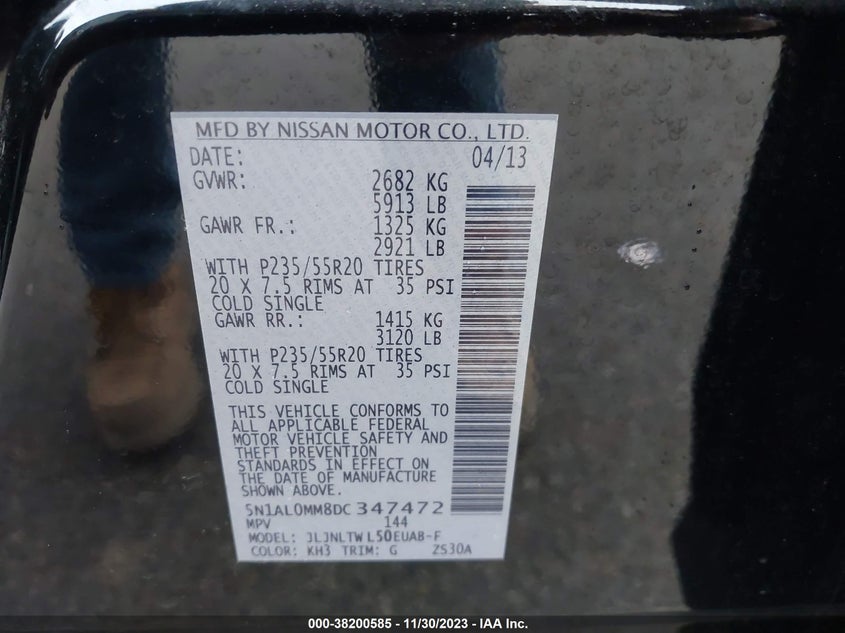 MFD BY NISSAN MOTOR CO., LTD.
DATE: 04/13
GVWR: 2682 KG
5913 LB
GAWR FR.: 1325 KG
2921 LB
WITH P235/55R20 TIRES
20 X 7.5 RIMS AT 35 PSI
COLD SINGLE
GAWR RR.: 1415 KG
3120 LB
WITH P235/55R20 TIRES
20 X 7.5 RIMS AT 35 PSI
COLD SINGLE
THIS VEHICLE CONFORMS TO
ALL APPLICABLE FEDERAL
MOTOR VEHICLE SAFETY AND
THEFT PREVENTION
STANDARDS IN EFFECT ON
THE DATE OF MANUFACTURE
SHOWN ABOVE.
5N1AL0MM8DC347472
MPV 144
MODEL: JLJNLTWL50EUAB-F
COLOR: KH3 TRIM: G ZS30A
000-38200585 - 11/30/2023 - IAA Inc.